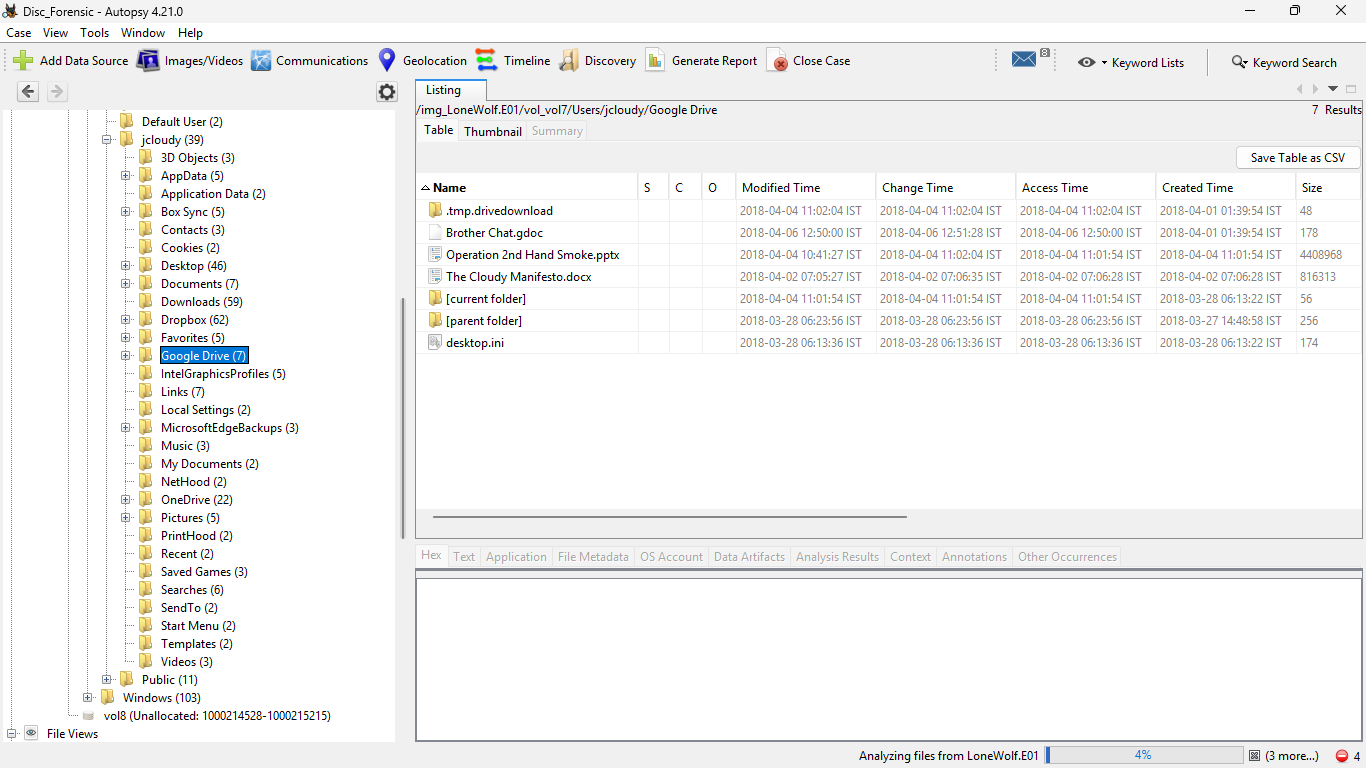 Disc_Forensic - Autopsy 4.21.0
Case View Tools Window Help
Add Data Source Images/Videos Communications Geolocation Timeline Discovery Generate Report Close Case 8 Keyword Lists Keyword Search
Default User (2)
jcloudy (39)
3D Objects (3)
AppData (5)
Application Data (2)
Box Sync (5)
Contacts (3)
Cookies (2)
Desktop (46)
Documents (7)
Downloads (59)
Dropbox (62)
Favorites (5)
Google Drive (7)
IntelGraphicsProfiles (5)
Links (7)
Local Settings (2)
MicrosoftEdgeBackups (3)
Music (3)
My Documents (2)
NetHood (2)
OneDrive (22)
Pictures (5)
PrintHood (2)
Recent (2)
Saved Games (3)
Searches (6)
SendTo (2)
Start Menu (2)
Templates (2)
Videos (3)
Public (11)
Windows (103)
vol8 (Unallocated: 1000214528-1000215215)
File Views
Listing
/img_LoneWolf.E01/vol_vol7/Users/jcloudy/Google Drive 7 Results
Table Thumbnail Summary
Save Table as CSV
Name S C O Modified Time Change Time Access Time Created Time Size
.tmp.drivedownload 2018-04-04 11:02:04 IST 2018-04-04 11:02:04 IST 2018-04-04 11:02:04 IST 2018-04-01 01:39:54 IST 48
Brother Chat.gdoc 2018-04-06 12:50:00 IST 2018-04-06 12:51:28 IST 2018-04-06 12:50:00 IST 2018-04-01 01:39:54 IST 178
Operation 2nd Hand Smoke.pptx 2018-04-04 10:41:27 IST 2018-04-04 11:02:04 IST 2018-04-04 11:01:54 IST 2018-04-04 11:01:54 IST 4408968
The Cloudy Manifesto.docx 2018-04-02 07:05:27 IST 2018-04-02 07:06:35 IST 2018-04-02 07:06:28 IST 2018-04-02 07:06:28 IST 816313
[current folder] 2018-04-04 11:01:54 IST 2018-04-04 11:01:54 IST 2018-04-04 11:01:54 IST 2018-03-28 06:13:22 IST 56
[parent folder] 2018-03-28 06:23:56 IST 2018-03-28 06:23:56 IST 2018-03-28 06:23:56 IST 2018-03-27 14:48:58 IST 256
desktop.ini 2018-03-28 06:13:36 IST 2018-03-28 06:13:36 IST 2018-03-28 06:13:36 IST 2018-03-28 06:13:22 IST 174
Hex Text Application File Metadata OS Account Data Artifacts Analysis Results Context Annotations Other Occurrences
Analyzing files from LoneWolf.E01 4% (3 more...) 4